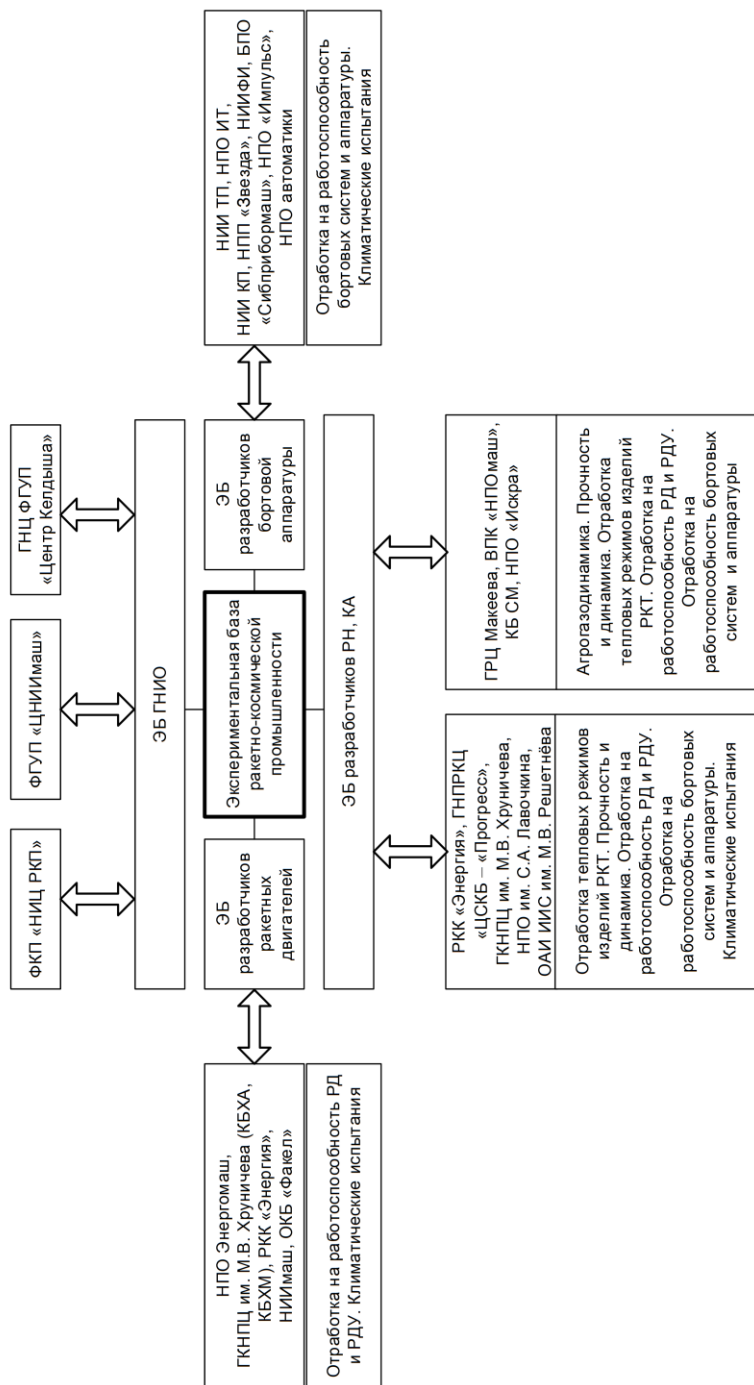 ФКП «НИЦ РКП»
ФГУП «ЦНИИмаш»
ГНЦ ФГУП
«Центр Келдыша»
ЭБ ГНИО
НПО Энергомаш,
ГКНПЦ им. М.В. Хруничева (КБХА,
КБХМ), РКК «Энергия»,
НИИмаш, ОКБ «Факел»
Отработка на работоспособность РД
и РДУ. Климатические испытания
ЭБ
разработчиков
ракетных
двигателей
Экспериментальная база
ракетно-космической
промышленности
ЭБ
разработчиков
бортовой
аппаратуры
НИИ ТП, НПО ИТ,
НИИ КП, НПП «Звезда», НИИФИ, БПО
«Сибприбормаш», НПО «Импульс»,
НПО автоматики
Отработка на работоспособность
бортовых систем и аппаратуры.
Климатические испытания
ЭБ разработчиков РН, КА
РКК «Энергия», ГНПРКЦ
«ЦСКБ – «Прогресс»,
ГКНПЦ им. М.В. Хруничева,
НПО им. С.А. Лавочкина,
ОАИ ИИС им. М.В. Решетнёва
Отработка тепловых режимов
изделий РКТ. Прочность и
динамика. Отработка на
работоспособность РД и РДУ.
Отработка на
работоспособность бортовых
систем и аппаратуры.
Климатические испытания
ГРЦ Макеева, ВПК «НПОмаш»,
КБ СМ, НПО «Искра»
Агрогазодинамика. Прочность
и динамика. Отработка
тепловых режимов изделий
РКТ. Отработка на
работоспособность РД и РДУ.
Отработка на
работоспособность бортовых
систем и аппаратуры